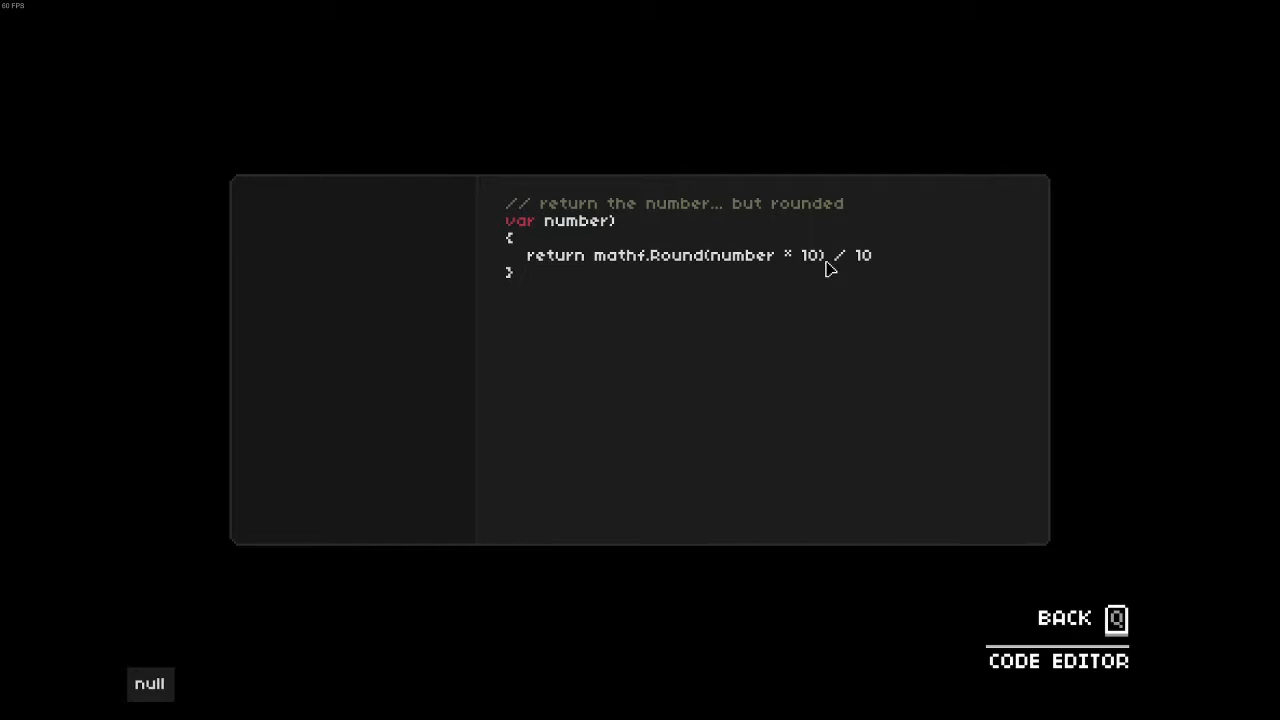 60 FPS
// return the number... but rounded
var number)
{
return mathf.Round(number * 10) / 10
}
BACK Q
CODE EDITOR
null